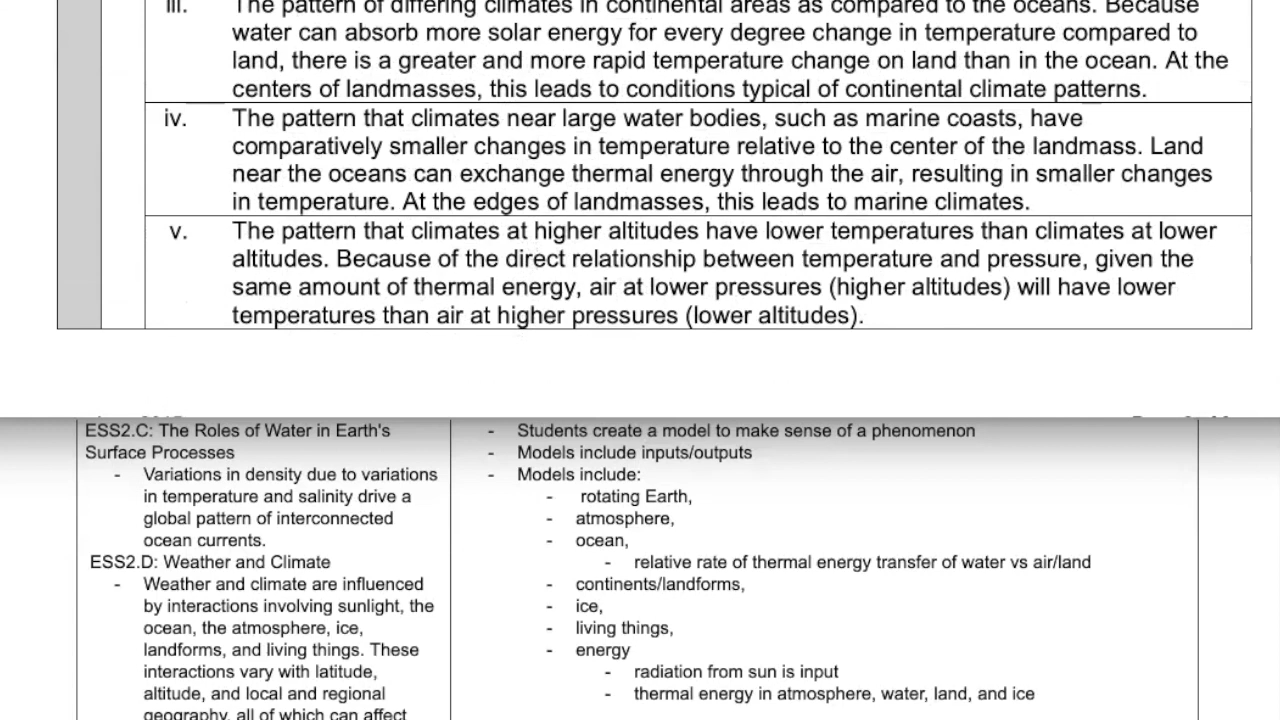 iii. The pattern of differing climates in continental areas as compared to the oceans. Because
water can absorb more solar energy for every degree change in temperature compared to
land, there is a greater and more rapid temperature change on land than in the ocean. At the
centers of landmasses, this leads to conditions typical of continental climate patterns.
iv. The pattern that climates near large water bodies, such as marine coasts, have
comparatively smaller changes in temperature relative to the center of the landmass. Land
near the oceans can exchange thermal energy through the air, resulting in smaller changes
in temperature. At the edges of landmasses, this leads to marine climates.
v. The pattern that climates at higher altitudes have lower temperatures than climates at lower
altitudes. Because of the direct relationship between temperature and pressure, given the
same amount of thermal energy, air at lower pressures (higher altitudes) will have lower
temperatures than air at higher pressures (lower altitudes).
ESS2.C: The Roles of Water in Earth's
Surface Processes
- Variations in density due to variations
in temperature and salinity drive a
global pattern of interconnected
ocean currents.
ESS2.D: Weather and Climate
- Weather and climate are influenced
by interactions involving sunlight, the
ocean, the atmosphere, ice,
landforms, and living things. These
interactions vary with latitude,
altitude, and local and regional
geography, all of which can affect
- Students create a model to make sense of a phenomenon
- Models include inputs/outputs
- Models include:
- rotating Earth,
- atmosphere,
- ocean,
- relative rate of thermal energy transfer of water vs air/land
- continents/landforms,
- ice,
- living things,
- energy
- radiation from sun is input
- thermal energy in atmosphere, water, land, and ice